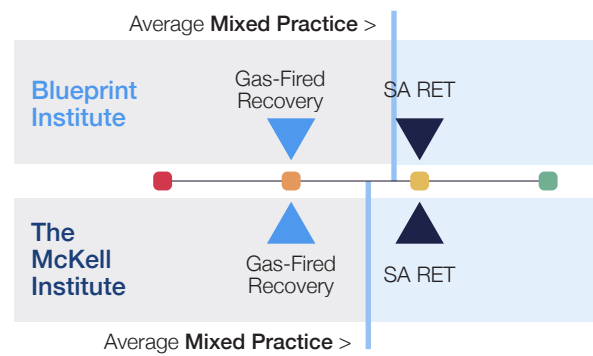 Average Mixed Practice >
Blueprint
Institute
Gas-Fired
Recovery
SA RET
The
McKell
Institute
Gas-Fired
Recovery
SA RET
Average Mixed Practice >